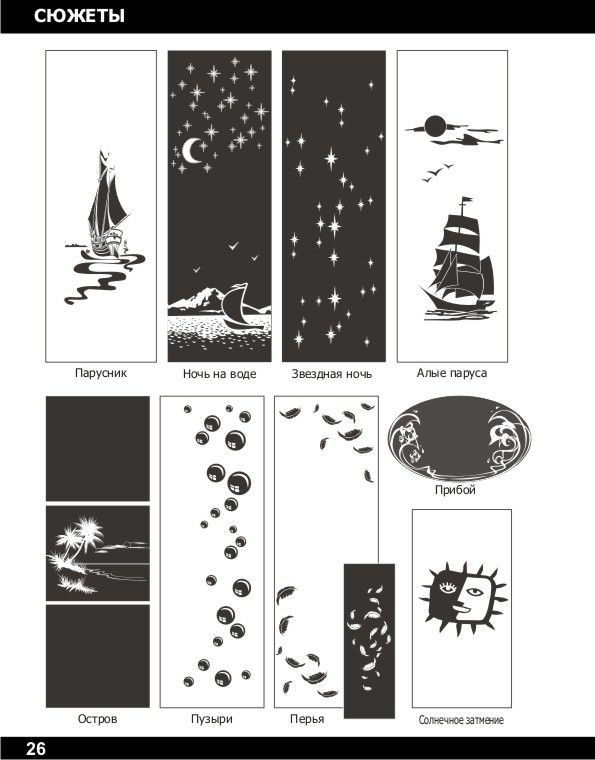 СЮЖЕТЫ
Парусник
Ночь на воде
Звездная ночь
Алые паруса
Прибой
Остров
Пузыри
Перья
Солнечное затмение
26